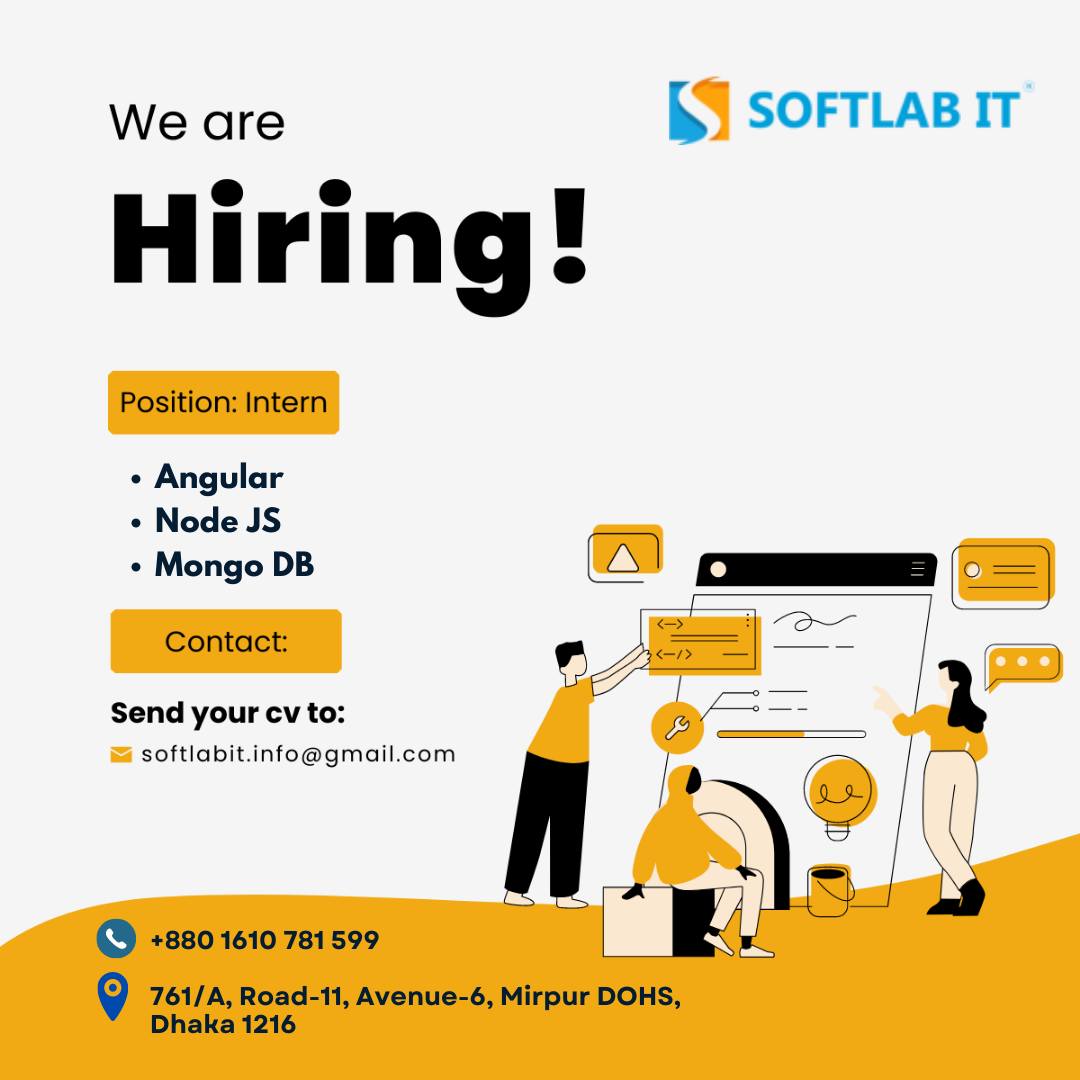 We are
SOFTLAB IT
Hiring!
Position: Intern
• Angular
• Node JS
• Mongo DB
Contact:
Send your cv to:
softlabit.info@gmail.com
+880 1610 781 599
761/A, Road-11, Avenue-6, Mirpur DOHS,
Dhaka 1216